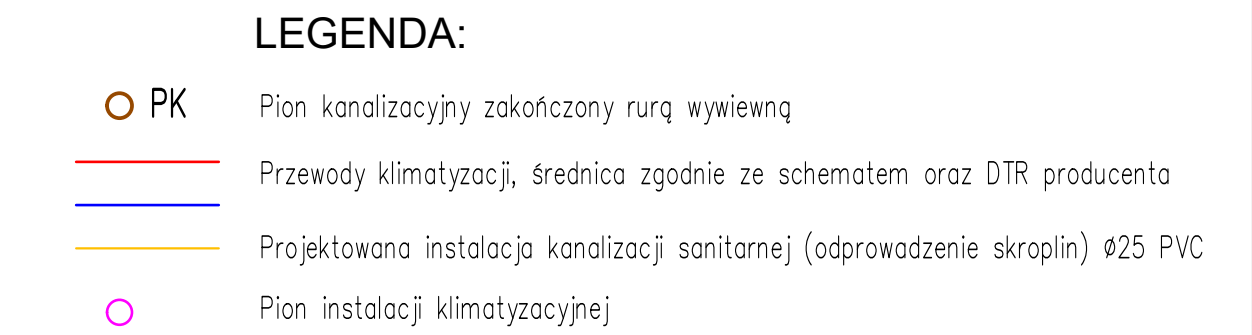 LEGENDA:
PK Pion kanalizacyjny zakończony rurą wywiewną
Przewody klimatyzacji, średnica zgodnie ze schematem oraz DTR producenta
Projektowana instalacja kanalizacji sanitarnej (odprowadzenie skroplin) ø25 PVC
Pion instalacji klimatyzacyjnej